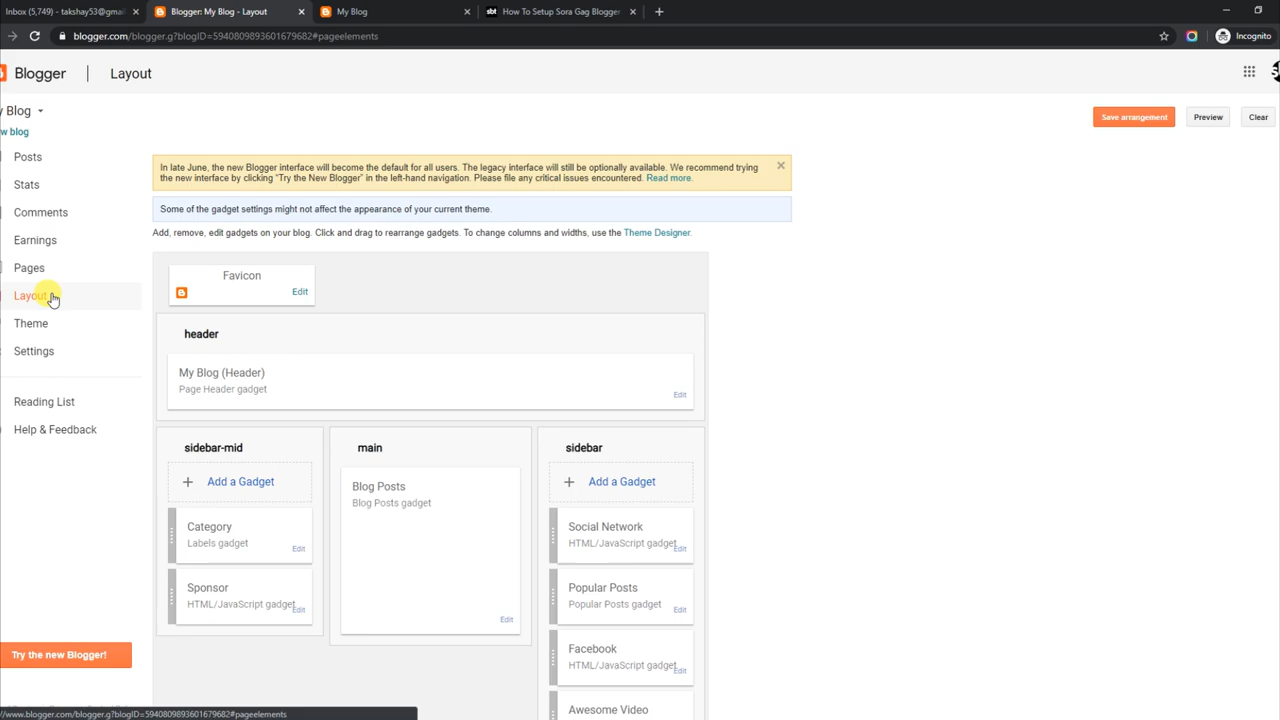 Inbox (5,749) - takshay53@gmail
Blogger: My Blog - Layout
My Blog
How To Setup Sora Gag Blogger
blogger.com/blogger.g?blogID=5940809893601679682#pageelements
Incognito
Blogger
Layout
y Blog
w blog
Save arrangement
Preview
Clear
Posts
Stats
Comments
Earnings
Pages
Layout
Theme
Settings
Reading List
Help & Feedback
Try the new Blogger!
In late June, the new Blogger interface will become the default for all users. The legacy interface will still be optionally available. We recommend trying
the new interface by clicking “Try the New Blogger” in the left-hand navigation. Please file any critical issues encountered. Read more.
Some of the gadget settings might not affect the appearance of your current theme.
Add, remove, edit gadgets on your blog. Click and drag to rearrange gadgets. To change columns and widths, use the Theme Designer.
Favicon
Edit
header
My Blog (Header)
Page Header gadget
Edit
sidebar-mid
+ Add a Gadget
Category
Labels gadget
Edit
Sponsor
HTML/JavaScript gadget
Edit
main
Blog Posts
Blog Posts gadget
Edit
sidebar
+ Add a Gadget
Social Network
HTML/JavaScript gadget
Edit
Popular Posts
Popular Posts gadget
Edit
Facebook
HTML/JavaScript gadget
Edit
Awesome Video
//www.blogger.com/blogger.g?blogID=5940809893601679682#pageelements